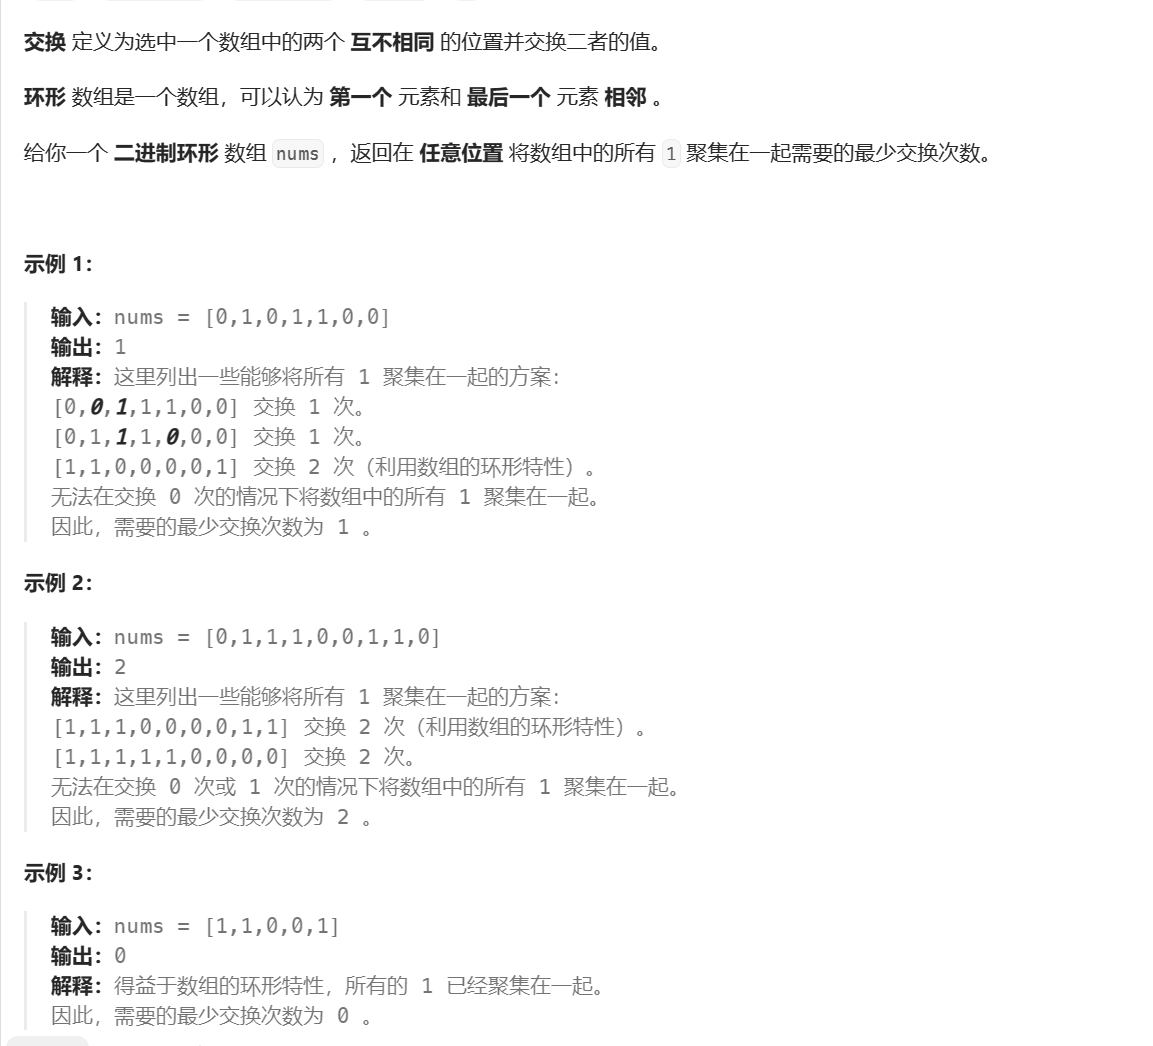 交换 定义为选中一个数组中的两个 互不相同 的位置并交换二者的值。
环形 数组是一个数组，可以认为 第一个 元素和 最后一个 元素 相邻 。
给你一个 二进制环形 数组 nums ，返回在 任意位置 将数组中的所有 1 聚集在一起需要的最少交换次数。
示例 1：
输入：nums = [0,1,0,1,1,0,0]
输出：1
解释：这里列出一些能够将所有 1 聚集在一起的方案：
[0,0,1,1,1,0,0] 交换 1 次。
[0,1,1,1,0,0,0] 交换 1 次。
[1,1,0,0,0,0,1] 交换 2 次（利用数组的环形特性）。
无法在交换 0 次的情况下将数组中的所有 1 聚集在一起。
因此，需要的最少交换次数为 1 。
示例 2：
输入：nums = [0,1,1,1,0,0,1,1,0]
输出：2
解释：这里列出一些能够将所有 1 聚集在一起的方案：
[1,1,1,0,0,0,0,1,1] 交换 2 次（利用数组的环形特性）。
[1,1,1,1,1,0,0,0,0] 交换 2 次。
无法在交换 0 次或 1 次的情况下将数组中的所有 1 聚集在一起。
因此，需要的最少交换次数为 2 。
示例 3：
输入：nums = [1,1,0,0,1]
输出：0
解释：得益于数组的环形特性，所有的 1 已经聚集在一起。
因此，需要的最少交换次数为 0 。